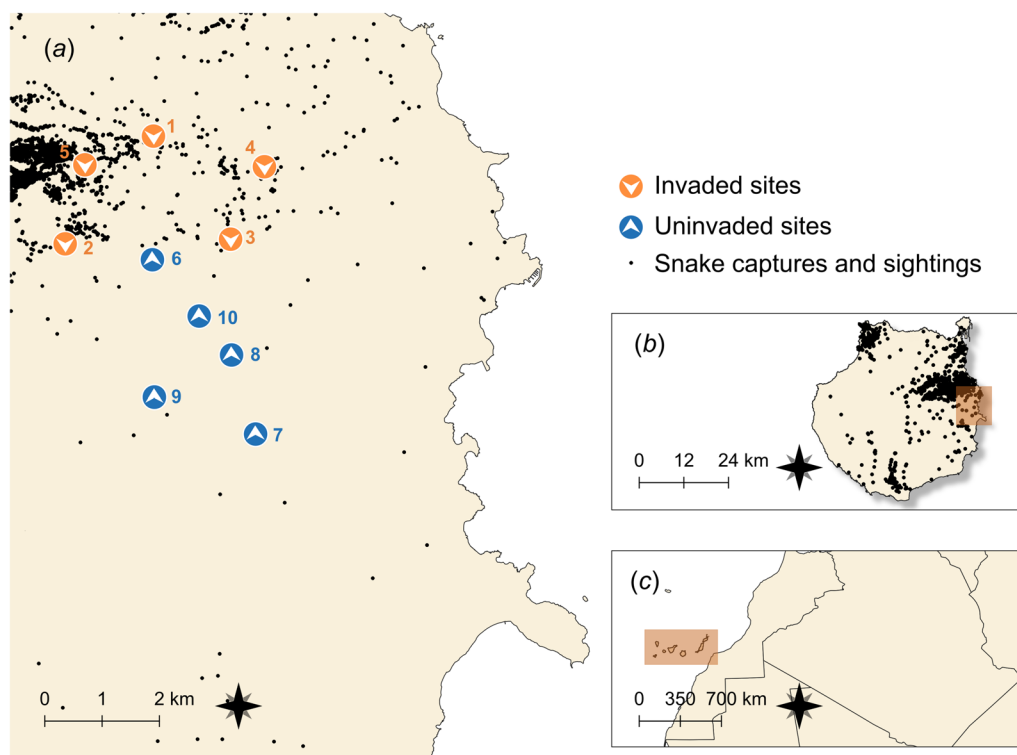 (a)
1
5
4
2
3
6
10
8
9
7
0 1 2 km
Invaded sites
Uninvaded sites
Snake captures and sightings
(b)
0 12 24 km
(c)
0 350 700 km